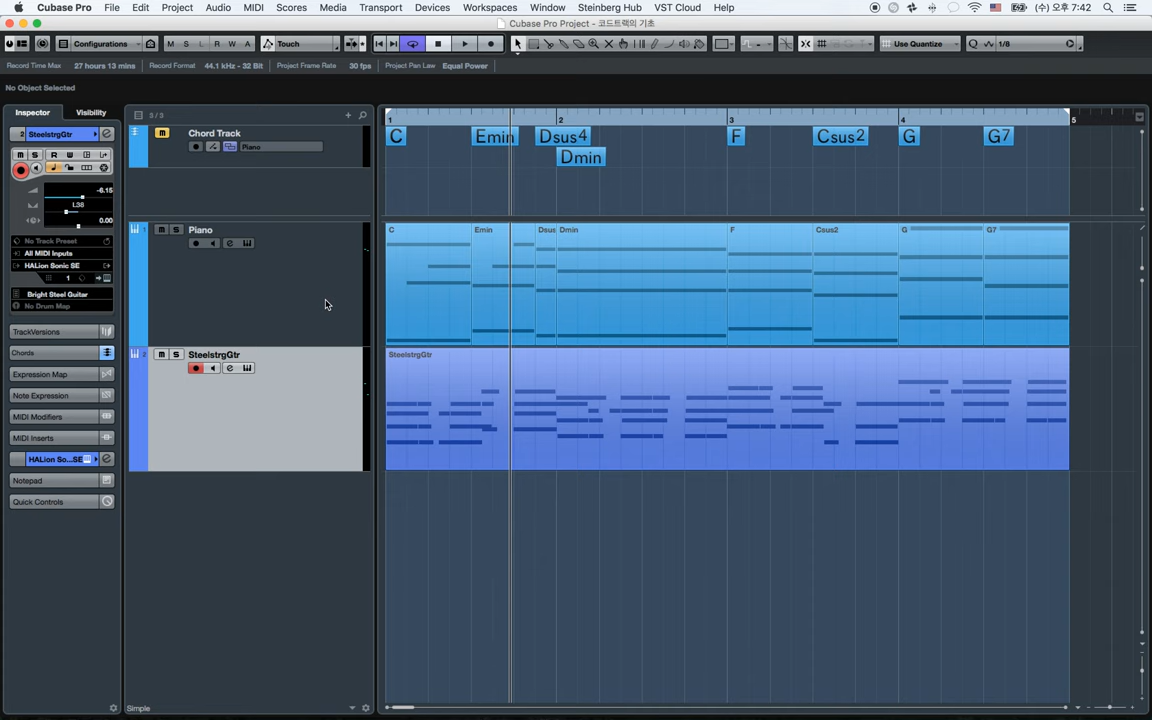 Cubase Pro File Edit Project Audio MIDI Scores Media Transport Devices Workspaces Window Steinberg Hub VST Cloud Help (수) 오후 7:42
Cubase Pro Project - 코드트랙의 기초
Configurations M S L R W A Touch Use Quantize Q 1/8
Record Time Max 27 hours 13 mins Record Format 44.1 kHz - 32 Bit Project Frame Rate 30 fps Project Pan Law Equal Power
No Object Selected
Inspector Visibility 3 / 3 1 2 3 4 5
2 SteelstrgGtr m Chord Track C Emin Dsus4 F Csus2 G G7
Piano Dmin
M S R W
-6.15
L38
0.00
1 m s Piano C Emin Dsus Dmin F Csus2 G G7
No Track Preset
All MIDI Inputs
HALion Sonic SE
1
Bright Steel Guitar
No Drum Map
TrackVersions
Chords 2 m s SteelstrgGtr SteelstrgGtr
Expression Map
Note Expression
MIDI Modifiers
MIDI Inserts
HALion So...SE
Notepad
Quick Controls
Simple